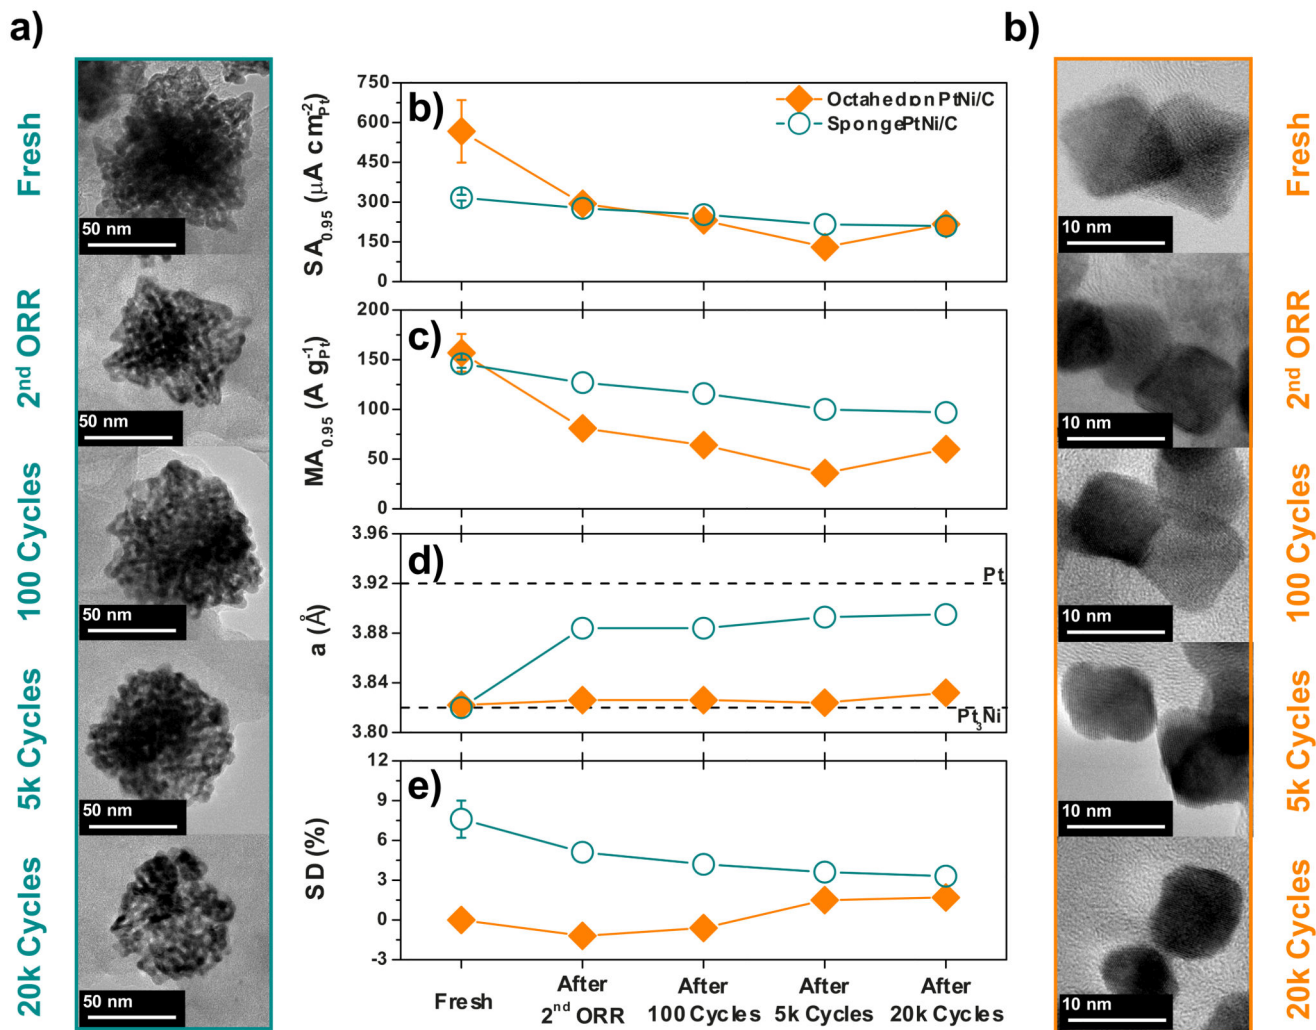 a)
Fresh
2nd ORR
100 Cycles
5k Cycles
20k Cycles
50 nm
50 nm
50 nm
50 nm
50 nm
b)
Octahedron PtNi/C
Sponge PtNi/C
SA0.95 (μA cm-2Pt)
750
600
450
300
150
0
c)
MA0.95 (A g-1Pt)
200
150
100
50
0
d)
a (Å)
3.96
3.92
3.88
3.84
3.80
Pt
Pt3Ni
e)
SD (%)
12
9
6
3
0
-3
Fresh
After 2nd ORR
After 100 Cycles
After 5k Cycles
After 20k Cycles
b)
10 nm
10 nm
10 nm
10 nm
10 nm
Fresh
2nd ORR
100 Cycles
5k Cycles
20k Cycles